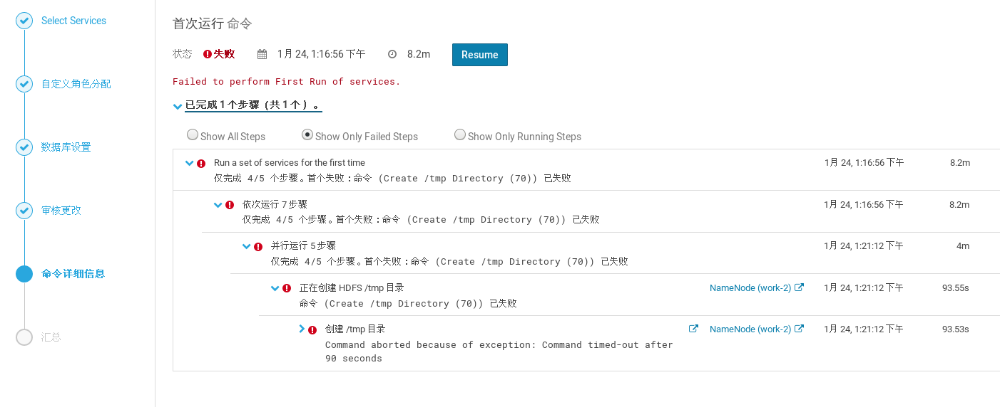 Select Services
自定义角色分配
数据库设置
审核更改
命令详细信息
汇总
首次运行 命令
状态 失败 1月 24, 1:16:56 下午 8.2m Resume
Failed to perform First Run of services.
已完成 1 个步骤（共 1 个）。
Show All Steps Show Only Failed Steps Show Only Running Steps
Run a set of services for the first time 1月 24, 1:16:56 下午 8.2m
仅完成 4/5 个步骤。首个失败：命令 (Create /tmp Directory (70)) 已失败
依次运行 7 步骤 1月 24, 1:16:56 下午 8.2m
仅完成 4/5 个步骤。首个失败：命令 (Create /tmp Directory (70)) 已失败
并行运行 5 步骤 1月 24, 1:21:12 下午 4m
仅完成 4/5 个步骤。首个失败：命令 (Create /tmp Directory (70)) 已失败
正在创建 HDFS /tmp 目录 NameNode (work-2) 1月 24, 1:21:12 下午 93.55s
命令 (Create /tmp Directory (70)) 已失败
创建 /tmp 目录 NameNode (work-2) 1月 24, 1:21:12 下午 93.53s
Command aborted because of exception: Command timed-out after
90 seconds